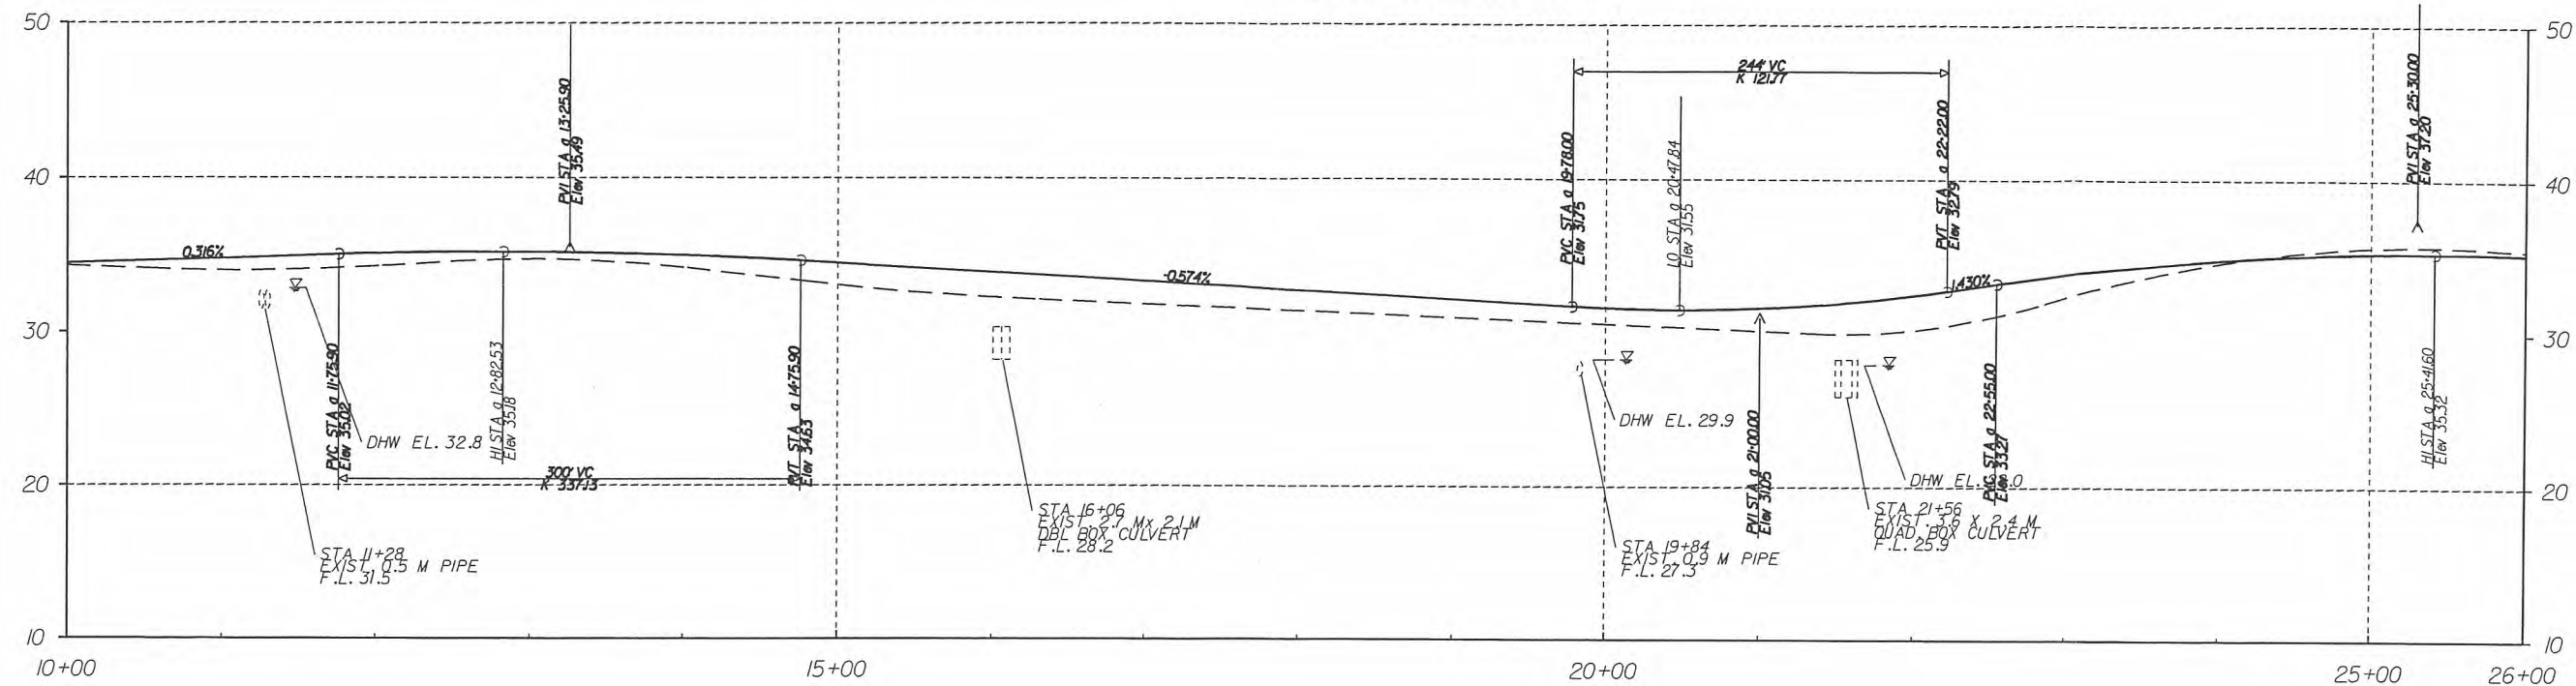 50
50
PVI STA a 13+25.90
Elev 35.49
244' VC
K 121.77
PVI STA a 25+30.00
Elev 37.20
40
40
PVC STA a 19+78.00
Elev 31.75
LO STA a 20+47.84
Elev 31.55
PVT STA a 22+22.00
Elev 32.79
0.316%
-0.574%
1.430%
30
30
PVC STA a 11+75.90
Elev 35.02
HI STA a 12+82.53
Elev 35.18
PVT STA a 14+75.90
Elev 34.63
DHW EL. 32.8
DHW EL. 29.9
PVI STA a 21+00.00
Elev 31.05
DHW EL. .0
PVC STA a 22+55.00
Elev 33.27
HI STA a 25+41.60
Elev 35.32
300' VC
K 337.13
20
20
STA 11+28
EXIST. 0.5 M PIPE
F.L. 31.5
STA 16+06
EXIST. 2.7 Mx 2.1 M
DBL BOX CULVERT
F.L. 28.2
STA 19+84
EXIST. 0.9 M PIPE
F.L. 27.3
STA 21+56
EXIST. 3.6 X 2.4 M
QUAD. BOX CULVERT
F.L. 25.9
10
10
10+00
15+00
20+00
25+00
26+00